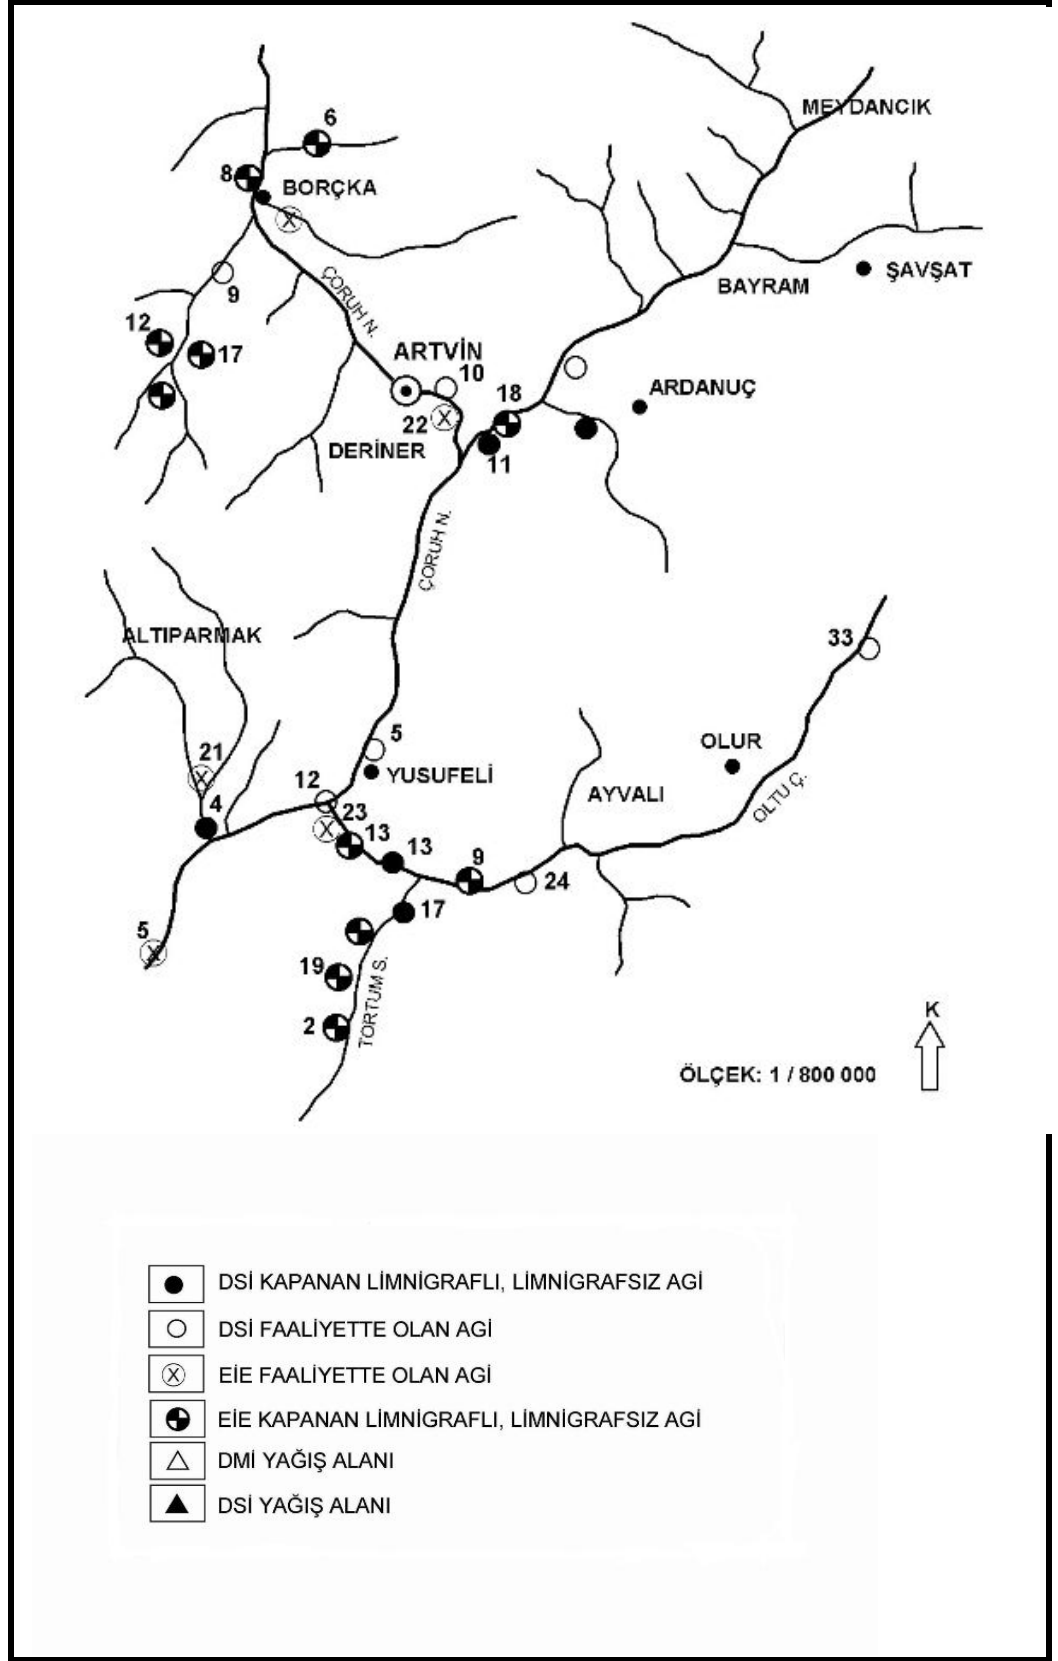 MEYDANCIK
6
8
BORÇKA
X
ŞAVŞAT
9
BAYRAM
ÇORUH N.
12
17
ARTVİN
10
ARDANUÇ
18
22
X
DERİNER
11
ÇORUH N.
ALTIPARMAK
33
5
OLUR
21
X
YUSUFELİ
12
AYVALI
OLTU Ç.
4
23
X
13
13
9
24
17
5
X
19
TORTUM S.
2
K
ÖLÇEK: 1 / 800 000
DSİ KAPANAN LİMNİGRAFLI, LİMNİGRAFSIZ AGİ
DSİ FAALİYETTE OLAN AGİ
X EİE FAALİYETTE OLAN AGİ
EİE KAPANAN LİMNİGRAFLI, LİMNİGRAFSIZ AGİ
DMİ YAĞIŞ ALANI
DSİ YAĞIŞ ALANI